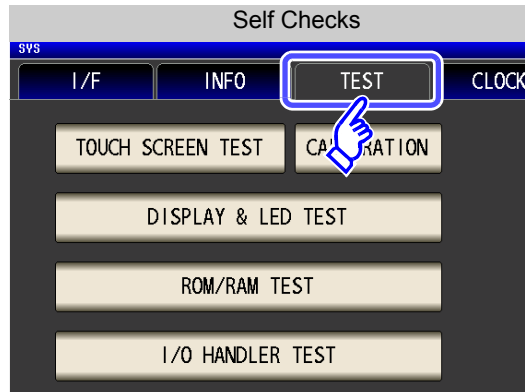 Self Checks
SYS
I/F INFO TEST CLOCK
TOUCH SCREEN TEST
DISPLAY & LED TEST
ROM/RAM TEST
I/O HANDLER TEST